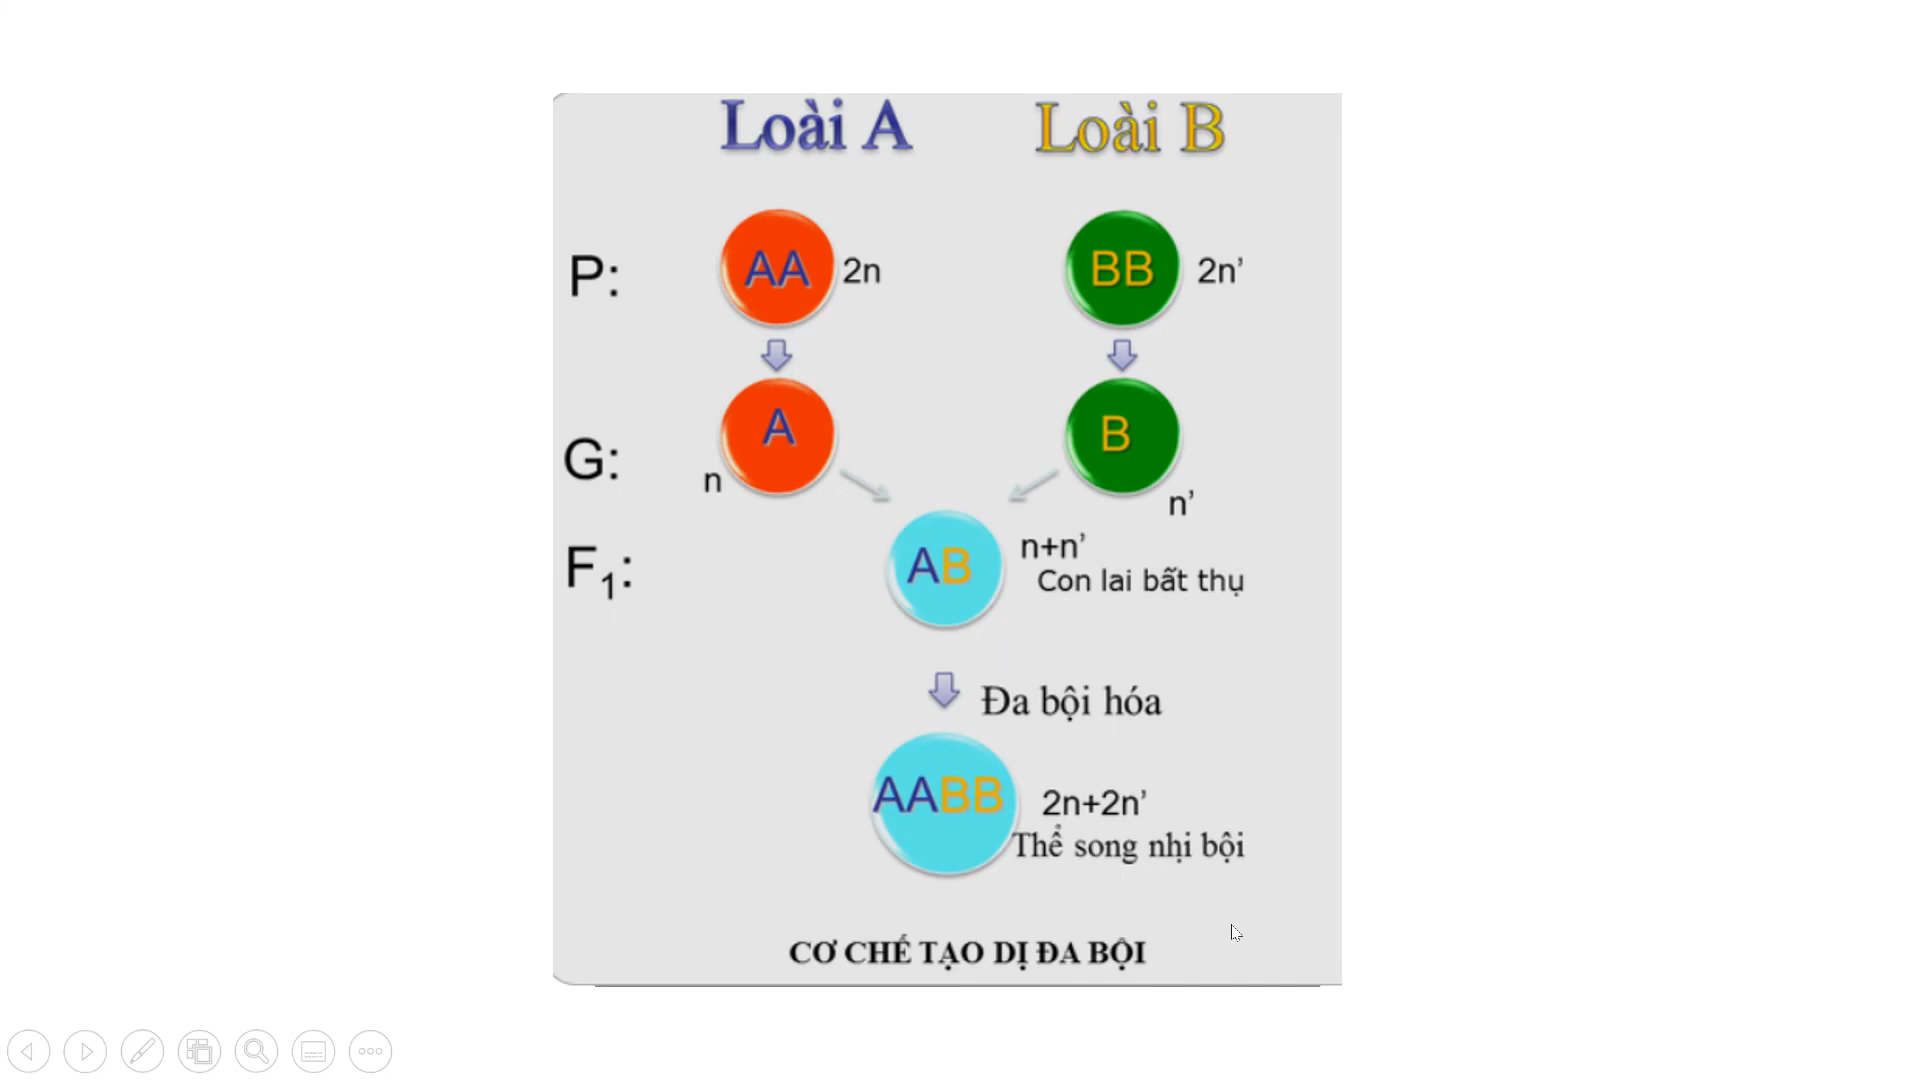 Loài A Loài B
P: AA 2n BB 2n’
G: A n B n’
F1: AB n+n’
Con lai bất thụ
Đa bội hóa
AABB 2n+2n’
Thể song nhị bội
CƠ CHẾ TẠO DỊ ĐA BỘI